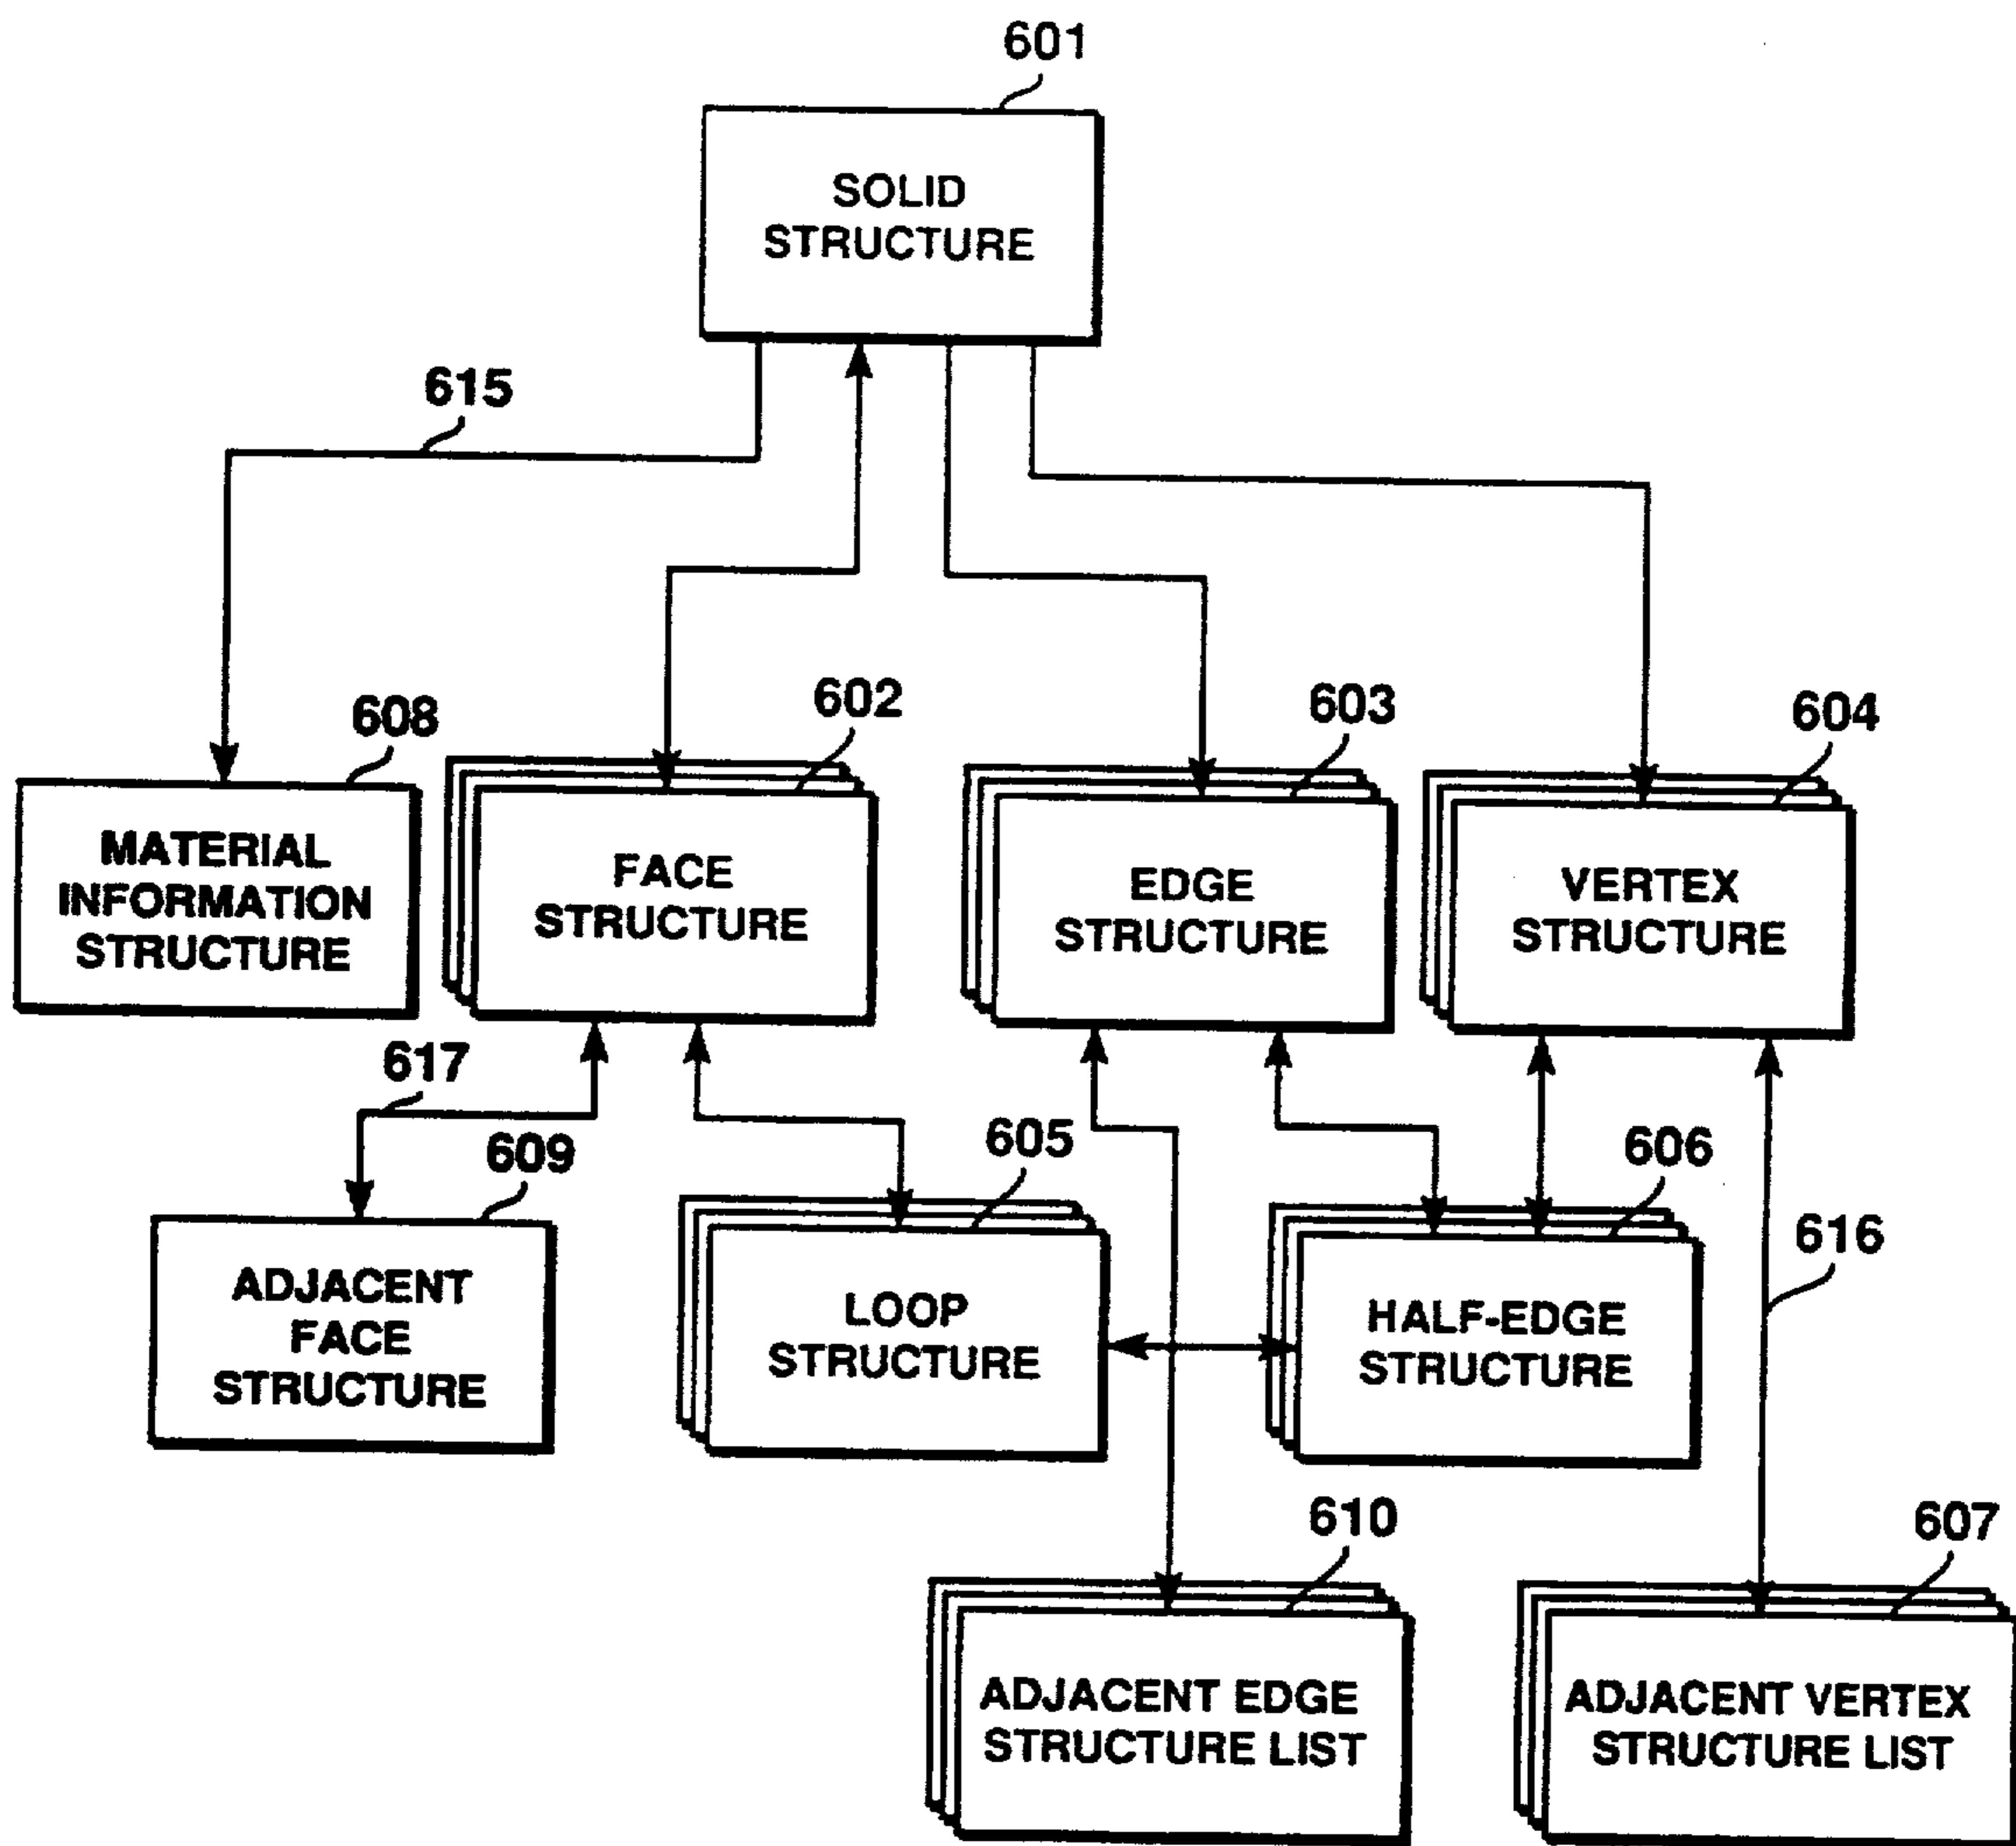 601
SOLID
STRUCTURE
615
608
602
603
604
MATERIAL
INFORMATION
STRUCTURE
FACE
STRUCTURE
EDGE
STRUCTURE
VERTEX
STRUCTURE
617
609
605
606
616
ADJACENT
FACE
STRUCTURE
LOOP
STRUCTURE
HALF-EDGE
STRUCTURE
610
607
ADJACENT EDGE
STRUCTURE LIST
ADJACENT VERTEX
STRUCTURE LIST